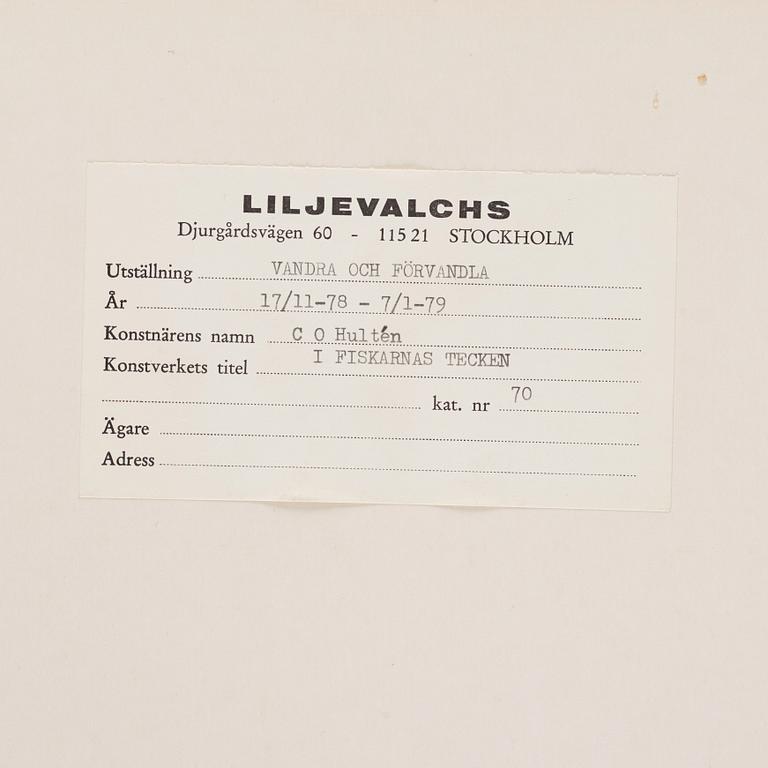 LILJEVALCHS
Djurgårdsvägen 60 - 115 21 STOCKHOLM
Utställning VANDRA OCH FÖRVANDLA
År 17/11-78 - 7/1-79
Konstnärens namn C O Hultén
Konstverkets titel I FISKARNAS TECKEN
kat. nr 70
Ägare
Adress